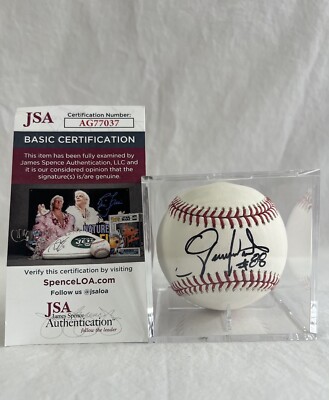 JSA
Certification Number:
AG77037
BASIC CERTIFICATION
This item has been fully examined by
James Spence Authentication, LLC and
it is our considered opinion that the
signature(s) is/are genuine.
NATURE
Verify this certification by visiting
SpenceLOA.com
Follow us @jsaloa
JSA
James Spence
Authentication
follow the leader
#88